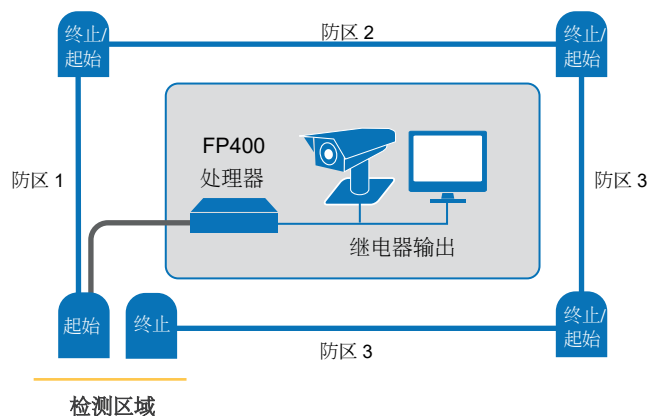 终止/
起始
防区 2
终止/
起始
FP400
处理器
防区 1
防区 3
继电器输出
起始
终止
终止/
起始
防区 3
检测区域